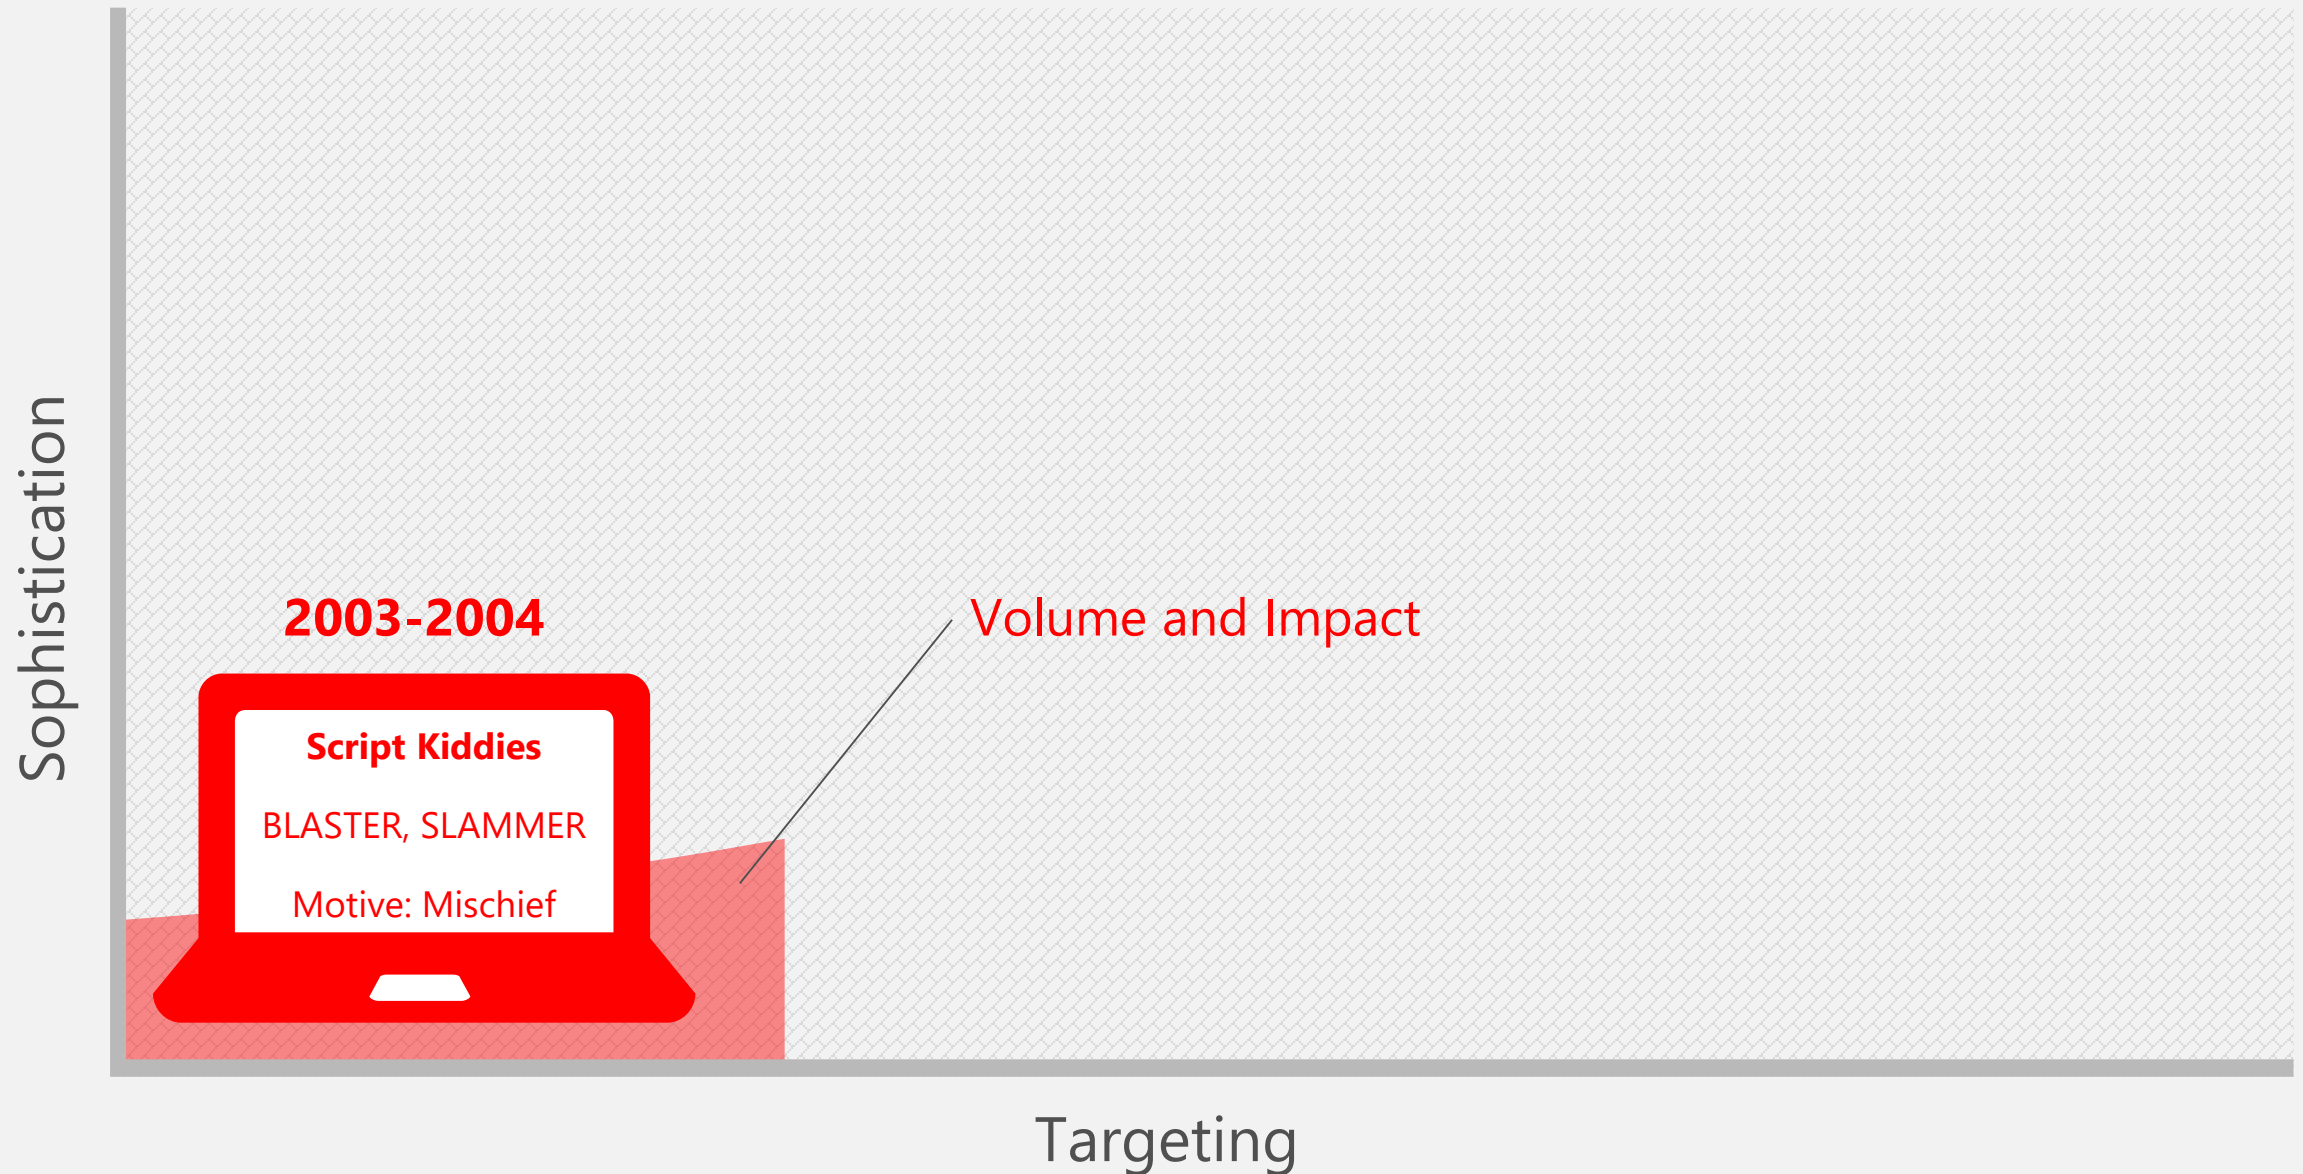 Sophistication
2003-2004
Volume and Impact
Script Kiddies
BLASTER, SLAMMER
Motive: Mischief
Targeting